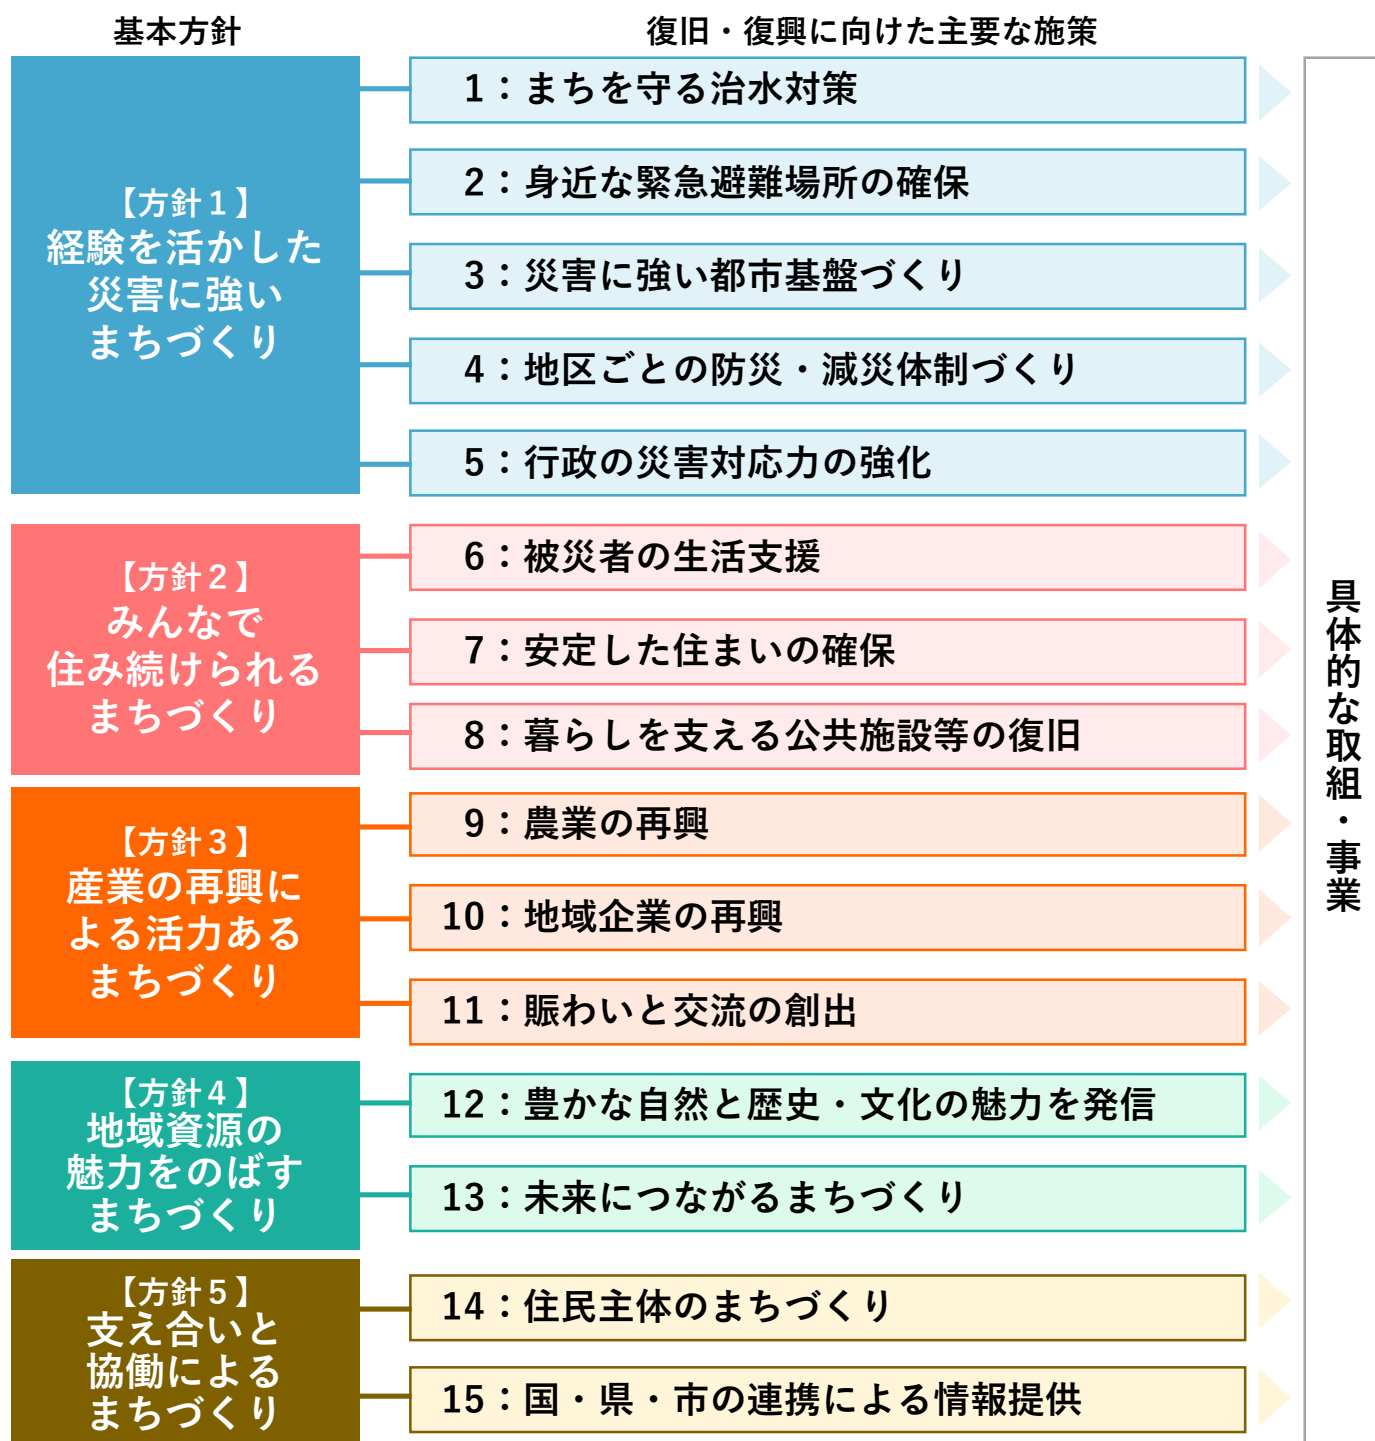 基本方針
復旧・復興に向けた主要な施策
【方針１】
経験を活かした
災害に強い
まちづくり
1：まちを守る治水対策
2：身近な緊急避難場所の確保
3：災害に強い都市基盤づくり
4：地区ごとの防災・減災体制づくり
5：行政の災害対応力の強化
【方針２】
みんなで
住み続けられる
まちづくり
6：被災者の生活支援
7：安定した住まいの確保
8：暮らしを支える公共施設等の復旧
【方針３】
産業の再興に
よる活力ある
まちづくり
9：農業の再興
10：地域企業の再興
11：賑わいと交流の創出
【方針４】
地域資源の
魅力をのばす
まちづくり
12：豊かな自然と歴史・文化の魅力を発信
13：未来につながるまちづくり
【方針５】
支え合いと
協働による
まちづくり
14：住民主体のまちづくり
15：国・県・市の連携による情報提供
具体的な取組・事業